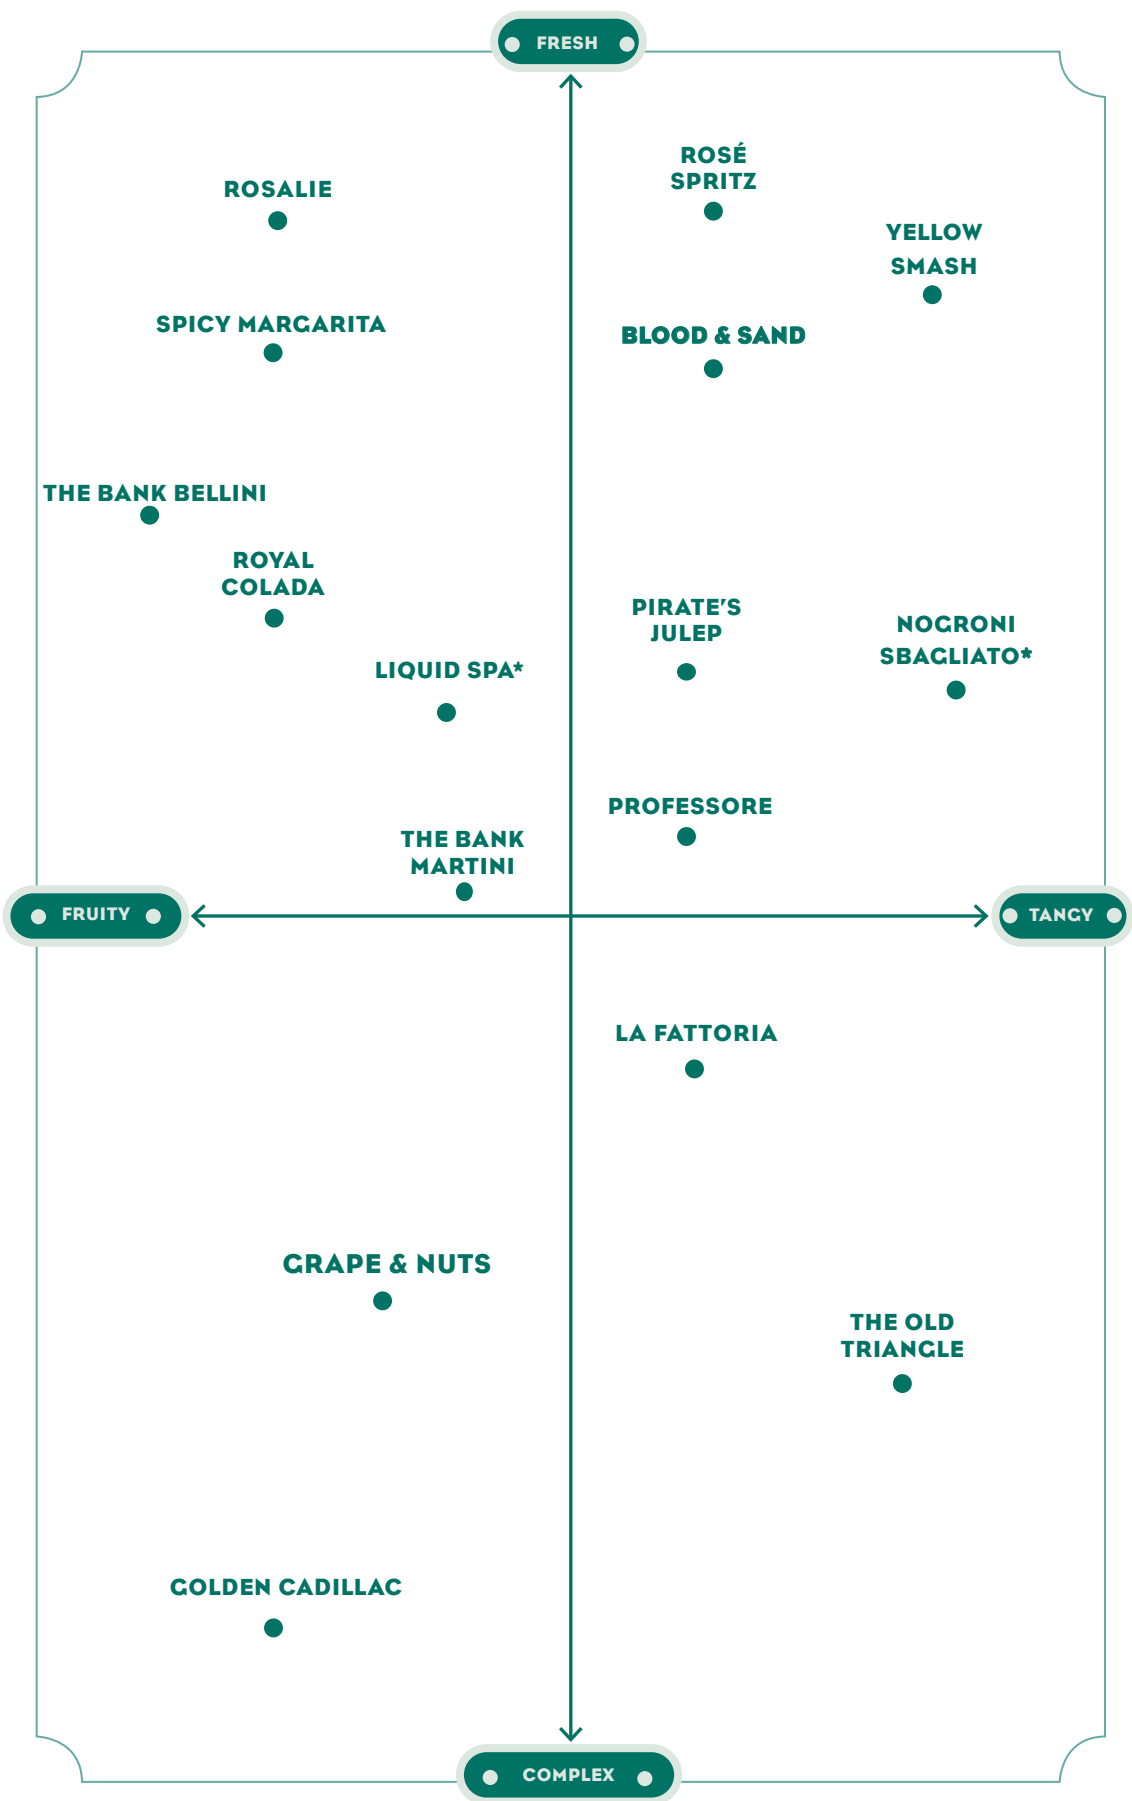 FRESH
ROSÉ
SPRITZ
ROSALIE
YELLOW
SMASH
SPICY MARGARITA
BLOOD & SAND
THE BANK BELLINI
ROYAL
COLADA
PIRATE'S
JULEP
NOGRONI
SBAGLIATO*
LIQUID SPA*
PROFESSORE
THE BANK
MARTINI
FRUITY
TANGY
LA FATTORIA
GRAPE & NUTS
THE OLD
TRIANGLE
GOLDEN CADILLAC
COMPLEX